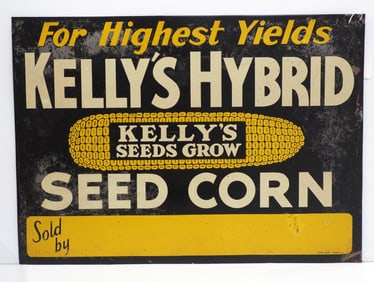 For Highest Yields
KELLY'S HYBRID
KELLY'S
SEEDS GROW
SEED CORN
Sold
by